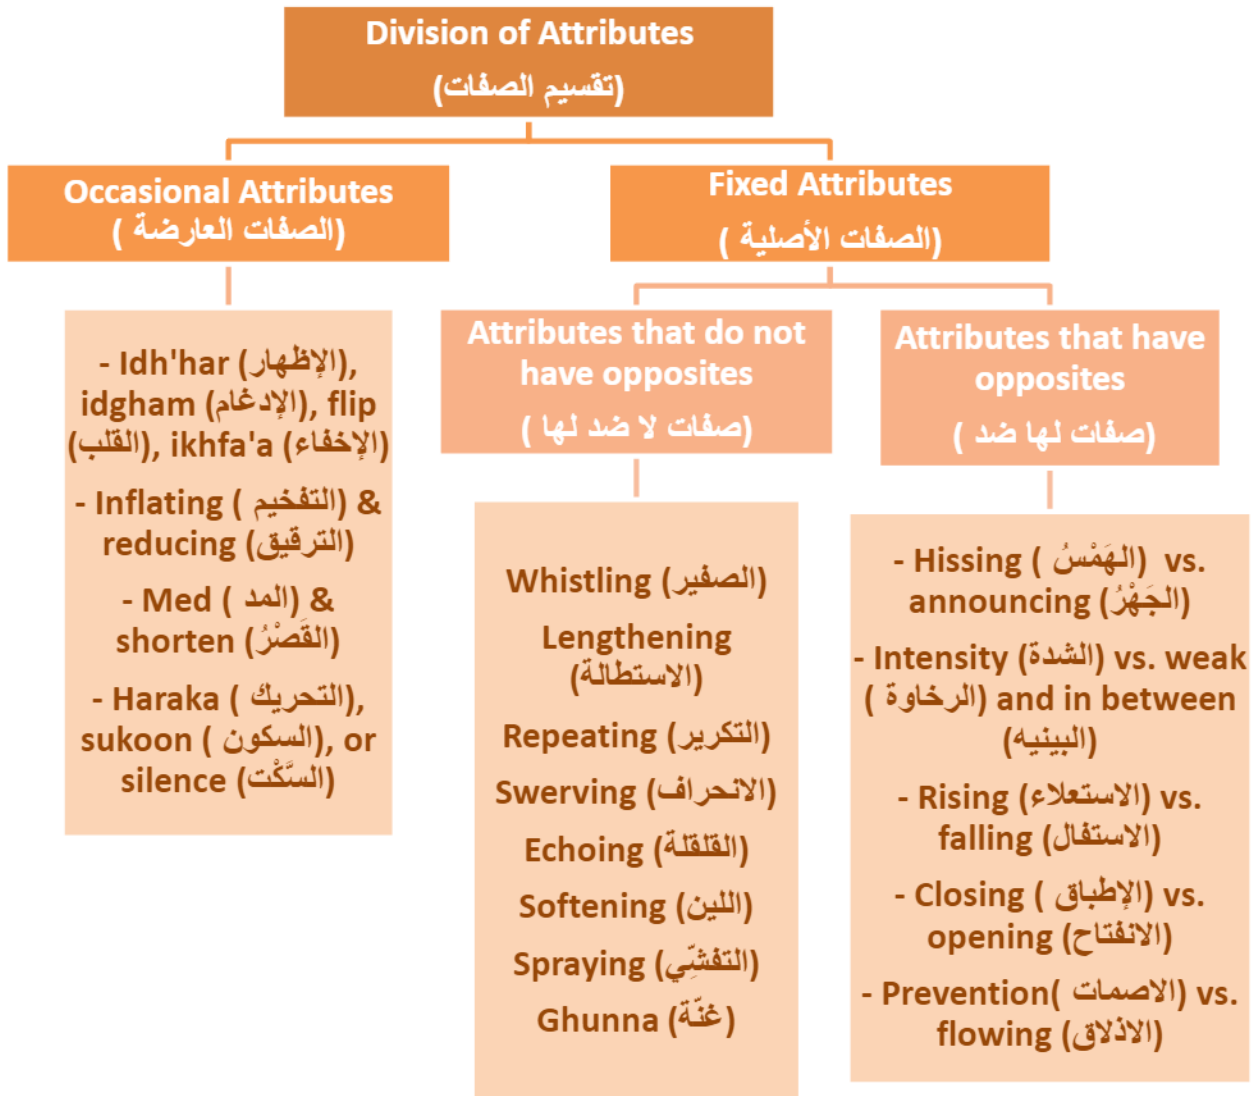 Division of Attributes
(تقسيم الصفات)
Occasional Attributes
( الصفات العارضة)
Fixed Attributes
( الصفات الأصلية)
- Idh'har (الإظهار),
idgham (الإدغام), flip
(القلب), ikhfa'a (الإخفاء)
- Inflating ( التفخيم) &
reducing (الترقيق)
- Med ( المد) &
shorten (القَصْرُ)
- Haraka ( التحريك),
sukoon ( السكون), or
silence (السَّكْت)
Attributes that do not
have opposites
( صفات لا ضد لها)
Whistling (الصفير)
Lengthening
(الاستطالة)
Repeating (التكرير)
Swerving (الانحراف)
Echoing (القلقلة)
Softening (اللين)
Spraying (التفشِّي)
Ghunna (غنّة)
Attributes that have
opposites
( صفات لها ضد)
- Hissing ( الهَمْسُ) vs.
announcing (الجَهْرُ)
- Intensity (الشدة) vs. weak
( الرخاوة) and in between
(البينيه)
- Rising (الاستعلاء) vs.
falling (الاستفال)
- Closing ( الإطباق) vs.
opening (الانفتاح)
- Prevention( الاصمات) vs.
flowing (الاذلاق)